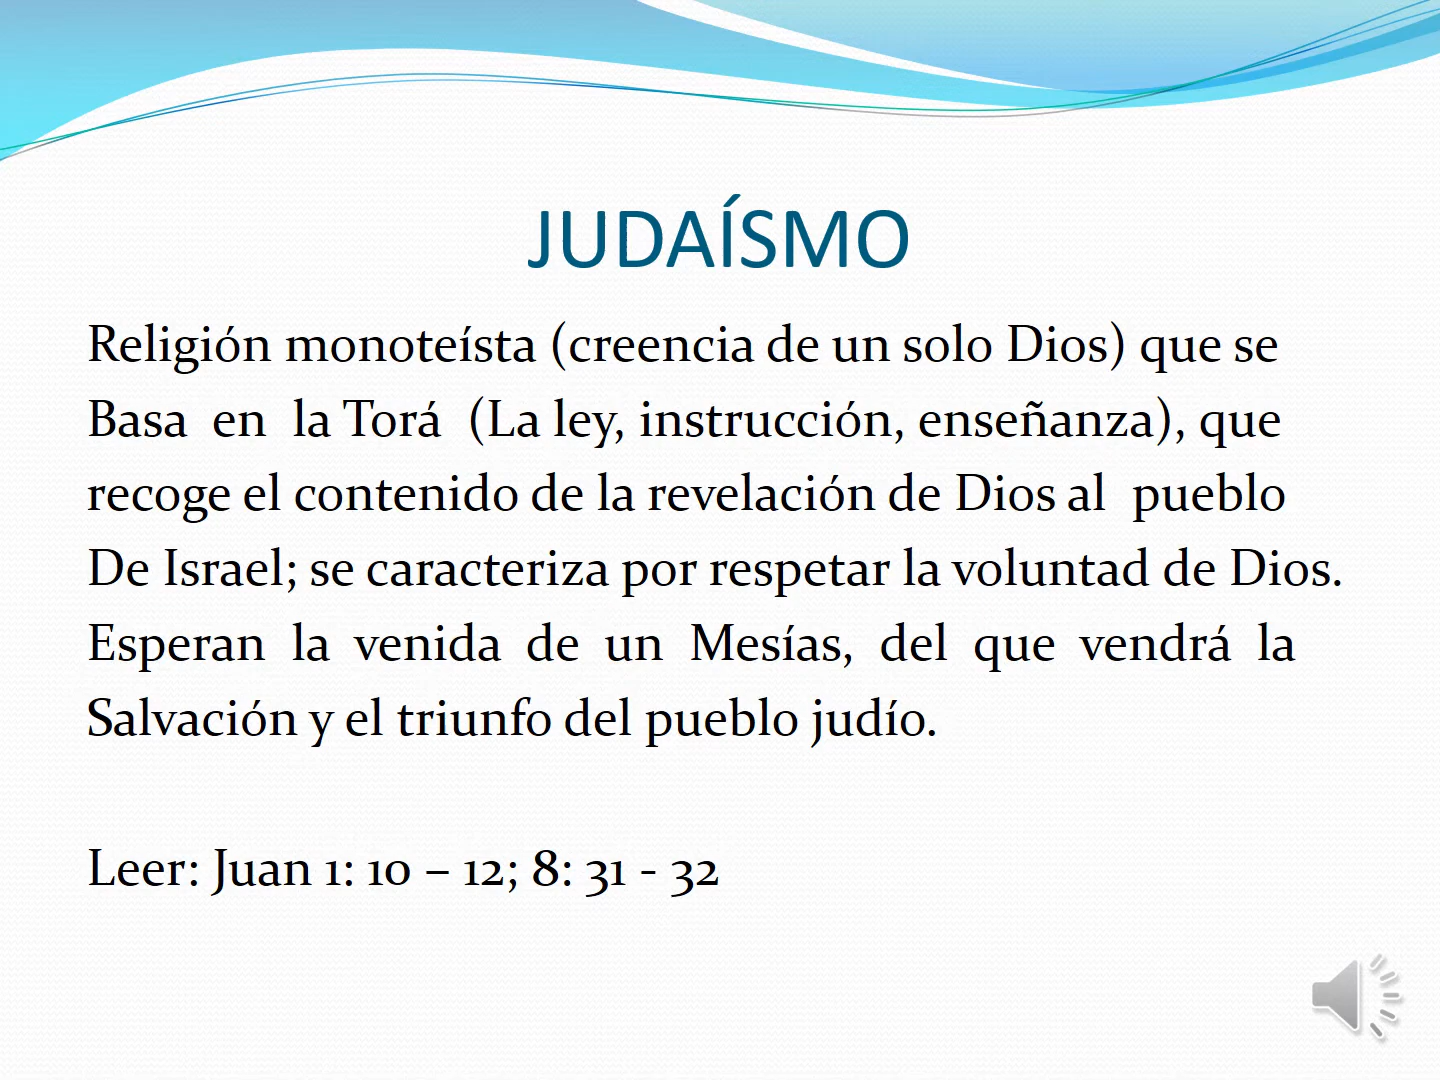 JUDAÍSMO
Religión monoteísta (creencia de un solo Dios) que se
Basa en la Torá (La ley, instrucción, enseñanza), que
recoge el contenido de la revelación de Dios al pueblo
De Israel; se caracteriza por respetar la voluntad de Dios.
Esperan la venida de un Mesías, del que vendrá la
Salvación y el triunfo del pueblo judío.
Leer: Juan 1: 10 – 12; 8: 31 - 32